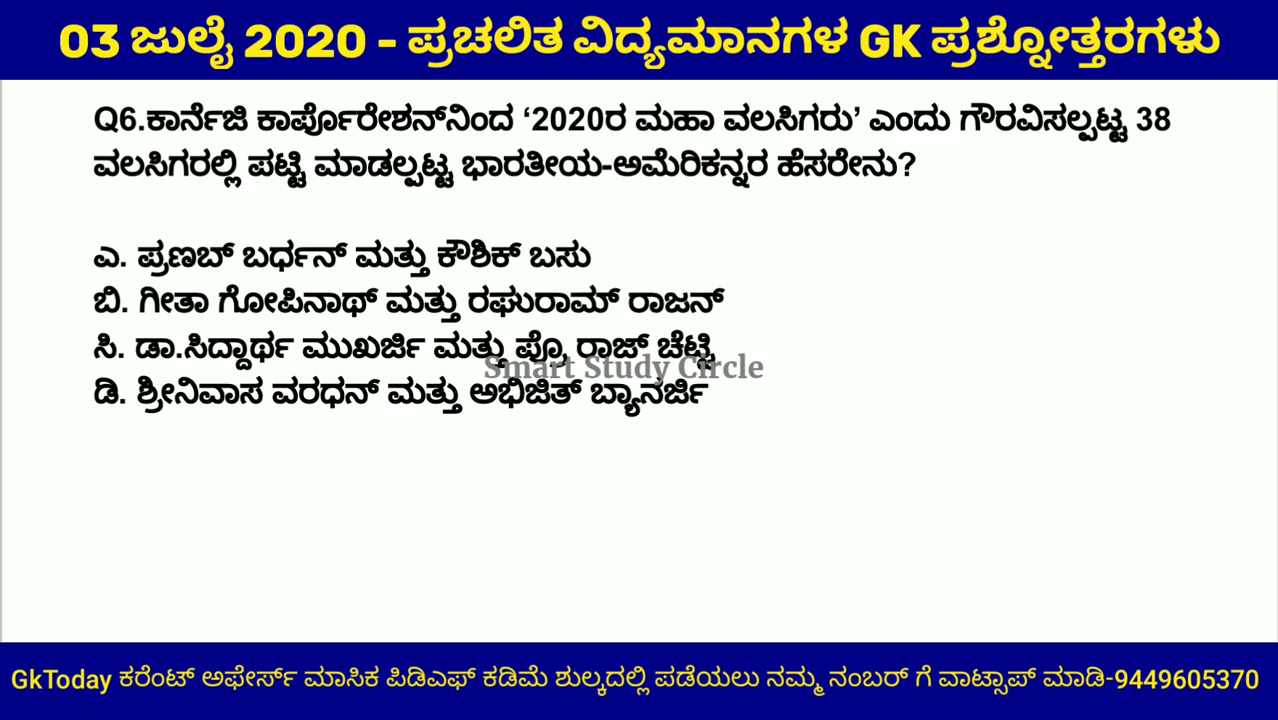 03 ಜುಲೈ 2020 - ಪ್ರಚಲಿತ ವಿದ್ಯಮಾನಗಳ GK ಪ್ರಶ್ನೋತ್ತರಗಳು
Q6.ಕಾರ್ನೆಜಿ ಕಾರ್ಪೊರೇಶನ್‌ನಿಂದ ‘2020ರ ಮಹಾ ವಲಸಿಗರು’ ಎಂದು ಗೌರವಿಸಲ್ಪಟ್ಟ 38
ವಲಸಿಗರಲ್ಲಿ ಪಟ್ಟಿ ಮಾಡಲ್ಪಟ್ಟ ಭಾರತೀಯ-ಅಮೆರಿಕನ್ನರ ಹೆಸರೇನು?
ಎ. ಪ್ರಣಬ್ ಬರ್ಧನ್ ಮತ್ತು ಕೌಶಿಕ್ ಬಸು
ಬಿ. ಗೀತಾ ಗೋಪಿನಾಥ್ ಮತ್ತು ರಘುರಾಮ್ ರಾಜನ್
ಸಿ. ಡಾ.ಸಿದ್ದಾರ್ಥ ಮುಖರ್ಜಿ ಮತ್ತು ಪ್ರೊ ರಾಜ್ ಚೆಟ್ಟಿ
Smart Study Circle
ಡಿ. ಶ್ರೀನಿವಾಸ ವರಧನ್ ಮತ್ತು ಅಭಿಜಿತ್ ಬ್ಯಾನರ್ಜಿ
GkToday ಕರೆಂಟ್ ಅಫೇರ್ಸ್ ಮಾಸಿಕ ಪಿಡಿಎಫ್ ಕಡಿಮೆ ಶುಲ್ಕದಲ್ಲಿ ಪಡೆಯಲು ನಮ್ಮ ನಂಬರ್ ಗೆ ವಾಟ್ಸಾಪ್ ಮಾಡಿ-9449605370